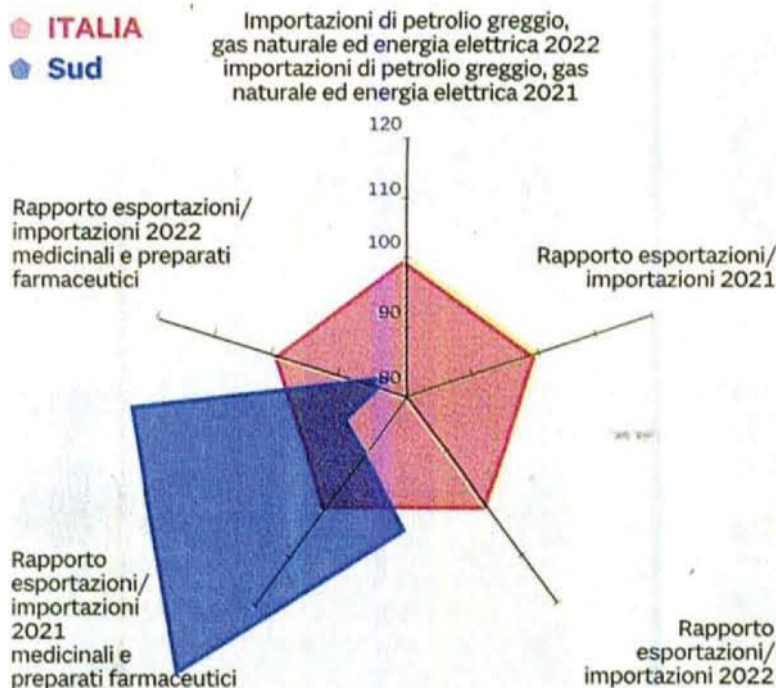 ITALIA
Sud
Importazioni di petrolio greggio,
gas naturale ed energia elettrica 2022
importazioni di petrolio greggio, gas
naturale ed energia elettrica 2021
120
110
100
90
80
Rapporto esportazioni/
importazioni 2022
medicinali e preparati
farmaceutici
Rapporto esportazioni/
importazioni 2021
Rapporto
esportazioni/
importazioni
2021
medicinali e
preparati farmaceutici
Rapporto
esportazioni/
importazioni 2022